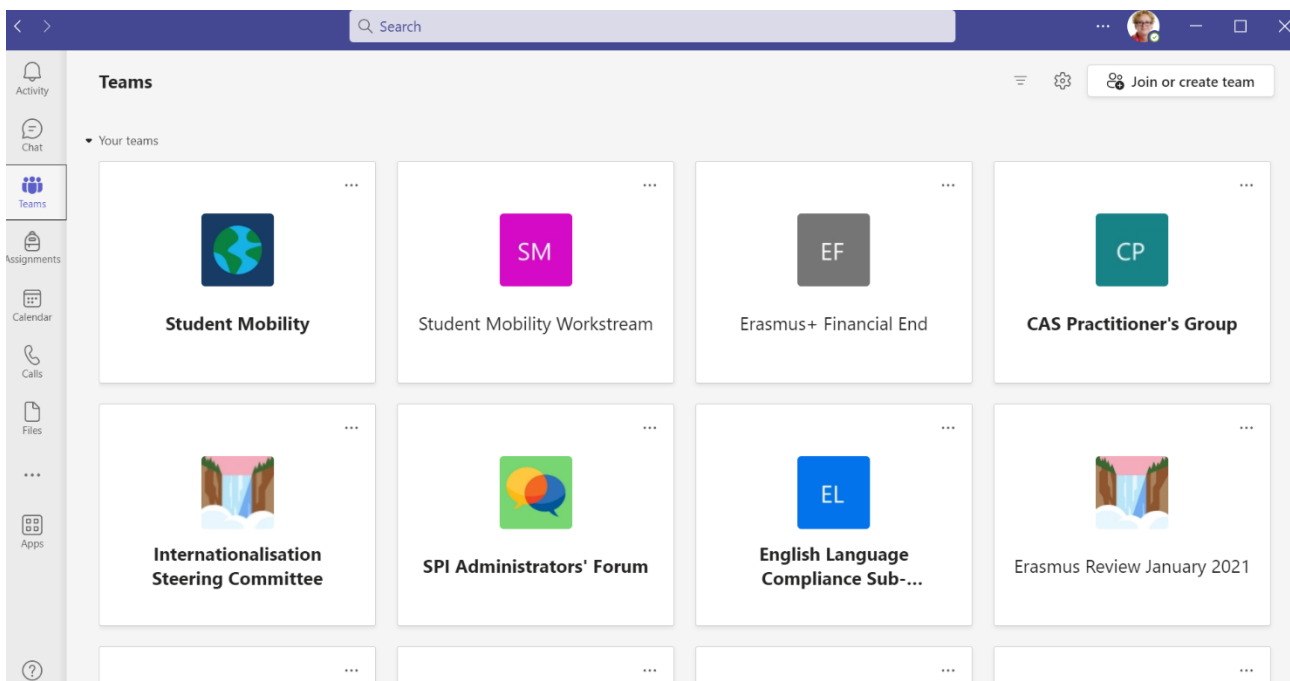 Search
Activity
Chat
Teams
Assignments
Calendar
Calls
Files
Apps
Teams
Join or create team
Your teams
Student Mobility
SM
Student Mobility Workstream
EF
Erasmus+ Financial End
CP
CAS Practitioner's Group
Internationalisation
Steering Committee
SPI Administrators' Forum
EL
English Language
Compliance Sub-...
Erasmus Review January 2021